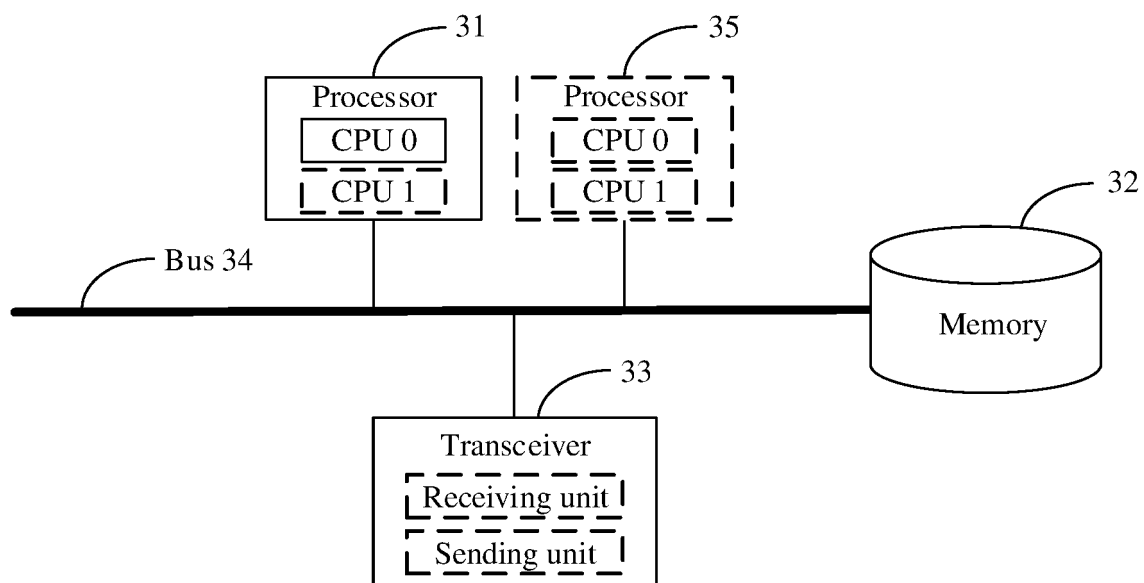 31
35
Processor
CPU 0
CPU 1
Processor
CPU 0
CPU 1
32
Bus 34
Memory
33
Transceiver
Receiving unit
Sending unit